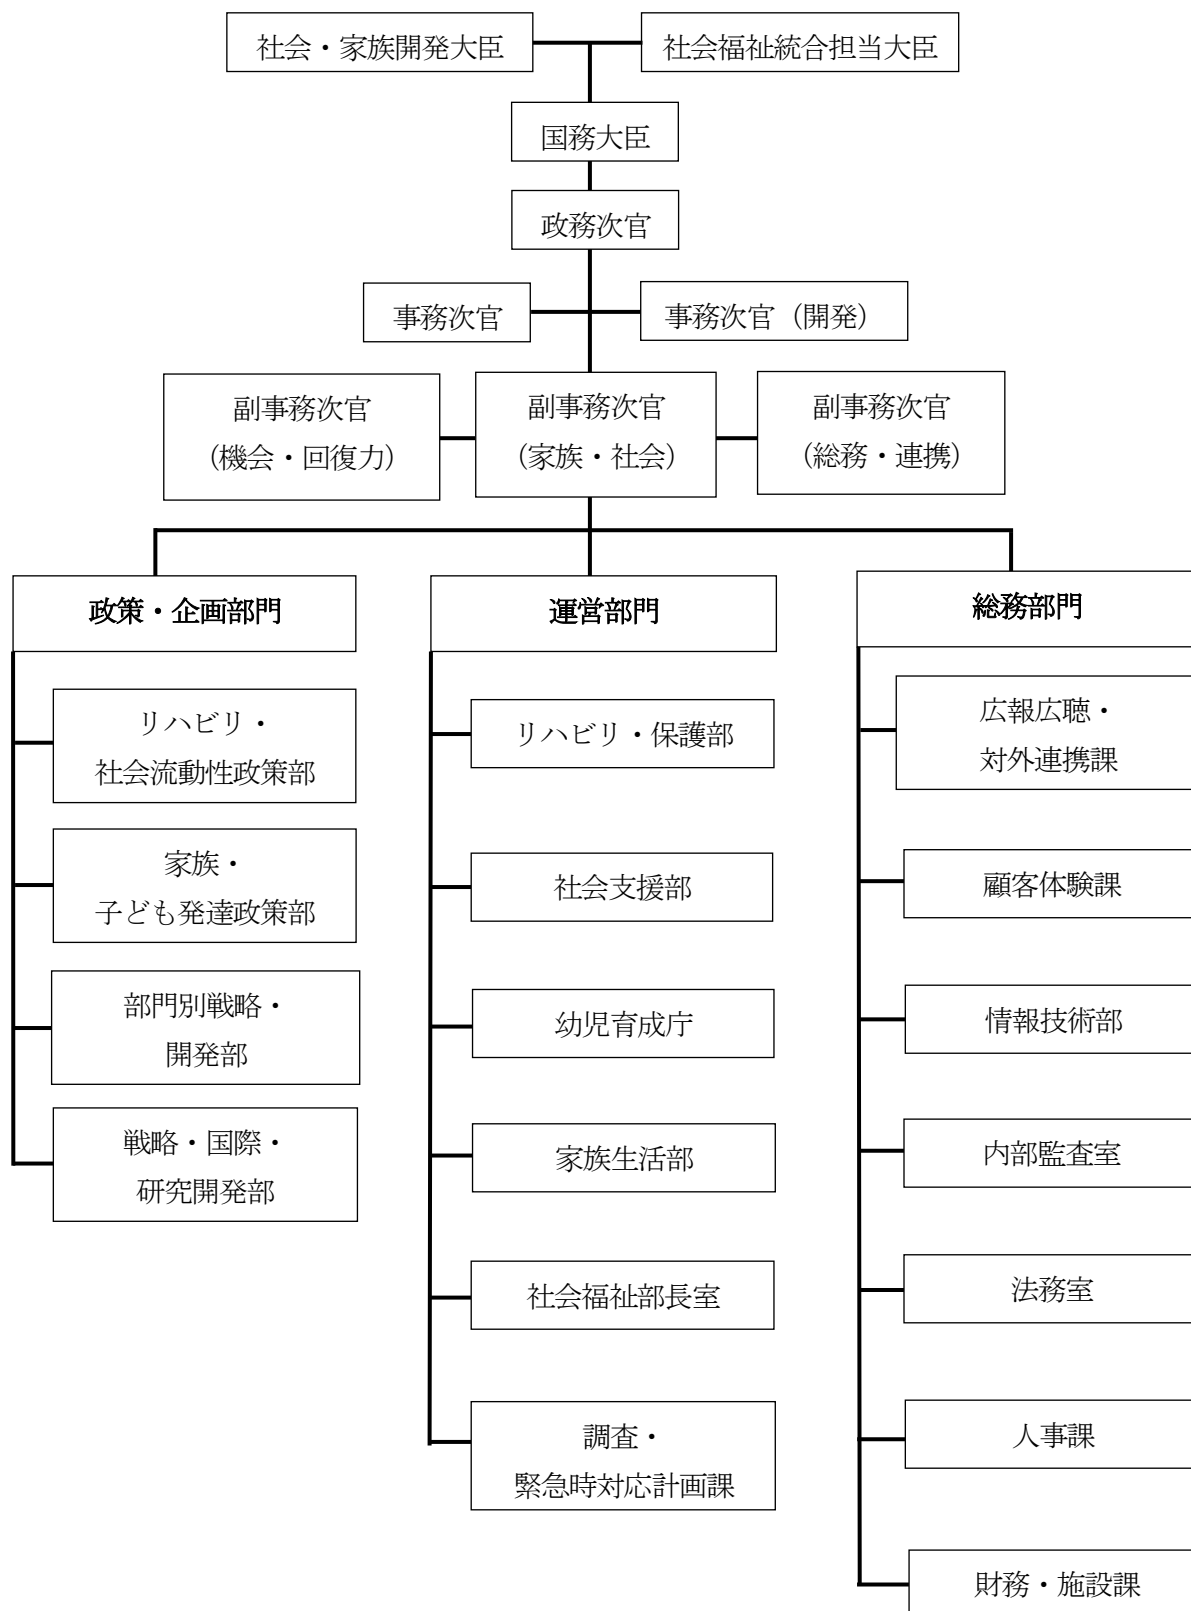 社会・家族開発大臣
社会福祉統合担当大臣
国務大臣
政務次官
事務次官
事務次官（開発）
副事務次官
（機会・回復力）
副事務次官
（家族・社会）
副事務次官
（総務・連携）
政策・企画部門
リハビリ・
社会流動性政策部
家族・
子ども発達政策部
部門別戦略・
開発部
戦略・国際・
研究開発部
運営部門
リハビリ・保護部
社会支援部
幼児育成庁
家族生活部
社会福祉部長室
調査・
緊急時対応計画課
総務部門
広報広聴・
対外連携課
顧客体験課
情報技術部
内部監査室
法務室
人事課
財務・施設課